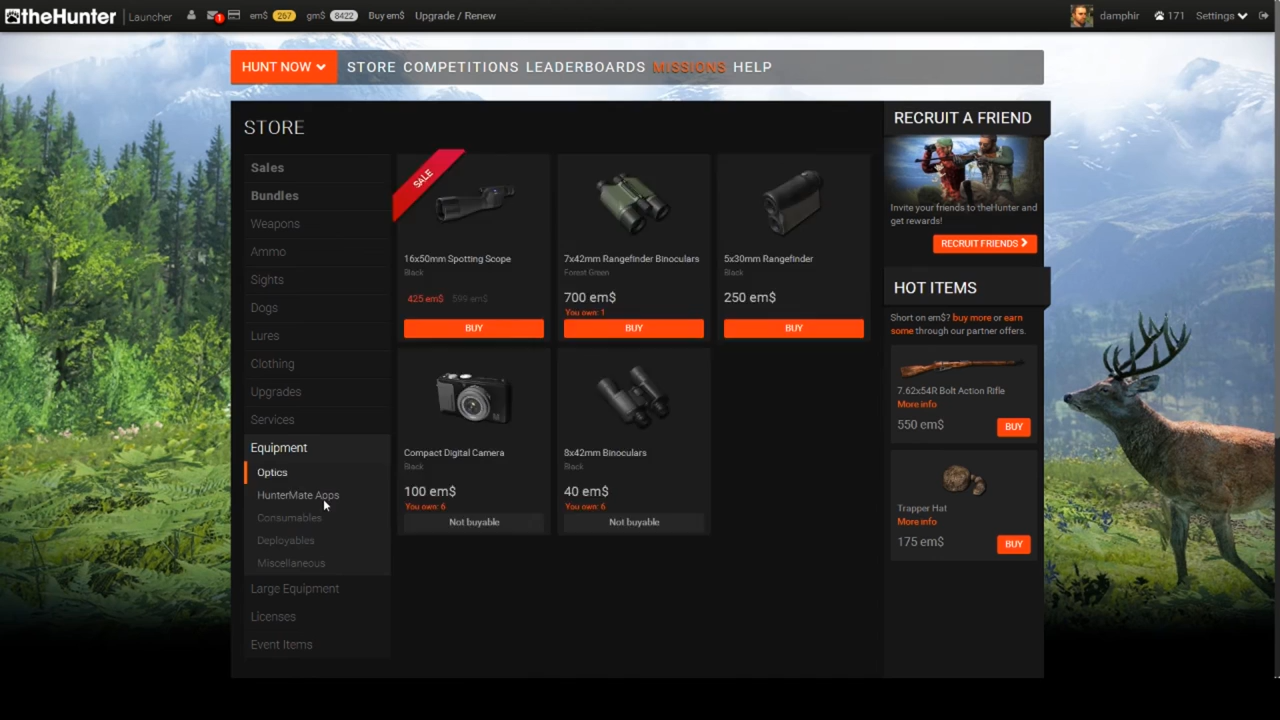 theHunter | Launcher 1 em$ 267 gm$ 8422 Buy em$ Upgrade / Renew damphir 171 Settings
HUNT NOW STORE COMPETITIONS LEADERBOARDS MISSIONS HELP
STORE
Sales
Bundles
Weapons
Ammo
Sights
Dogs
Lures
Clothing
Upgrades
Services
Equipment
Optics
HunterMate Apps
Consumables
Deployables
Miscellaneous
Large Equipment
Licenses
Event Items
SALE
16x50mm Spotting Scope
Black
425 em$ 599 em$
BUY
7x42mm Rangefinder Binoculars
Forest Green
700 em$
You own: 1
BUY
5x30mm Rangefinder
Black
250 em$
BUY
Compact Digital Camera
Black
100 em$
You own: 6
Not buyable
8x42mm Binoculars
Black
40 em$
You own: 6
Not buyable
RECRUIT A FRIEND
Invite your friends to theHunter and
get rewards!
RECRUIT FRIENDS
HOT ITEMS
Short on em$? buy more or earn
some through our partner offers.
7.62x54R Bolt Action Rifle
More info
550 em$
BUY
Trapper Hat
More info
175 em$
BUY